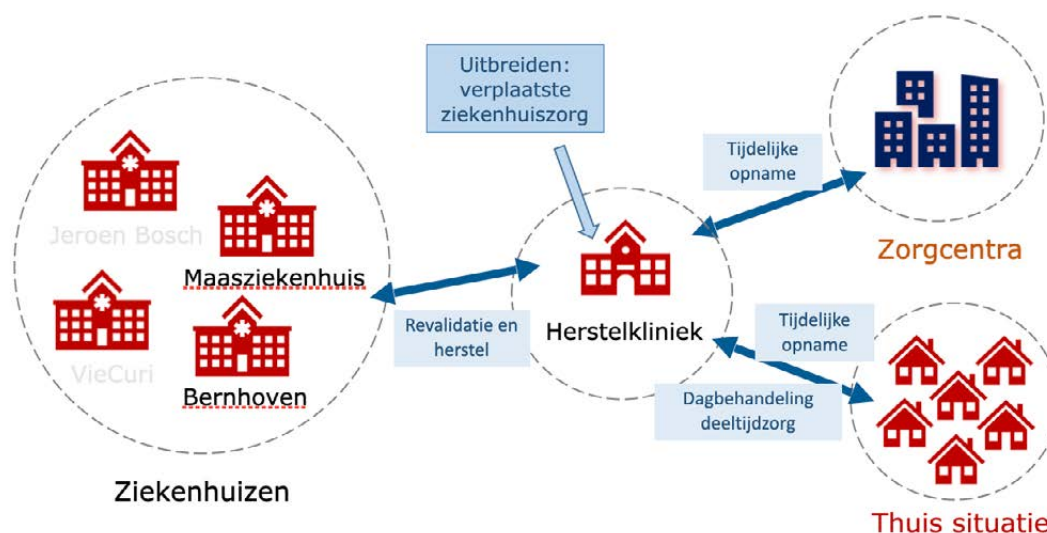 Uitbreiden:
verplaatste
ziekenhuiszorg
Jeroen Bosch
Maasziekenhuis
VieCuri
Bernhoven
Ziekenhuizen
Revalidatie en
herstel
Herstelkliniek
Tijdelijke
opname
Zorgcentra
Tijdelijke
opname
Dagbehandeling
deeltijdzorg
Thuis situatie